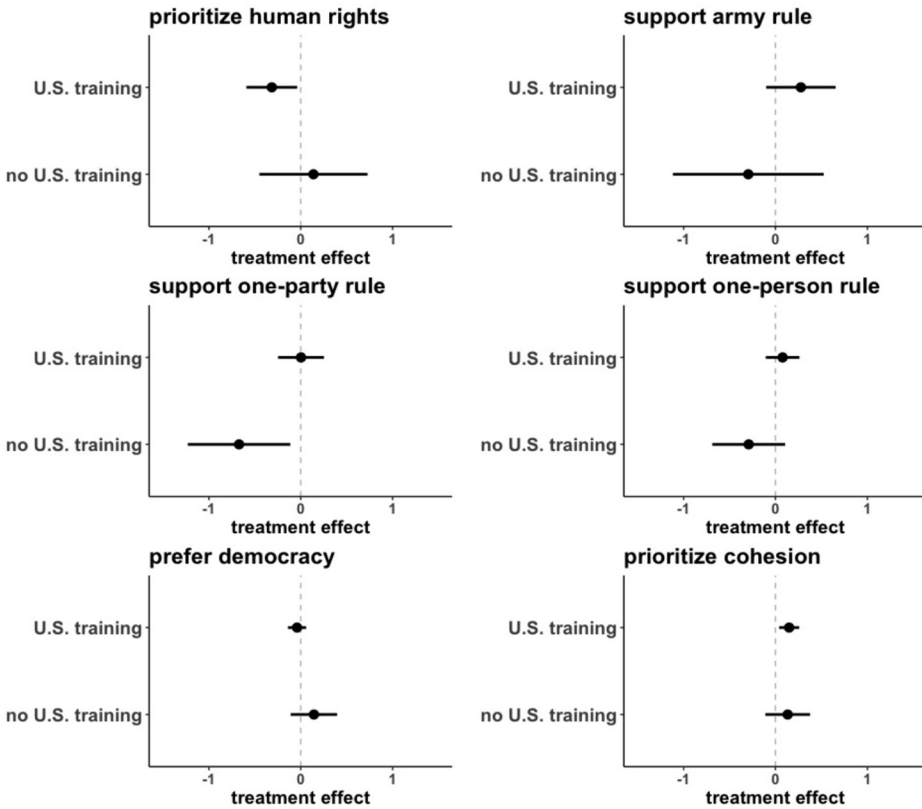 prioritize human rights
U.S. training
no U.S. training
-1 0 1
treatment effect
support army rule
U.S. training
no U.S. training
-1 0 1
treatment effect
support one-party rule
U.S. training
no U.S. training
-1 0 1
treatment effect
support one-person rule
U.S. training
no U.S. training
-1 0 1
treatment effect
prefer democracy
U.S. training
no U.S. training
-1 0 1
treatment effect
prioritize cohesion
U.S. training
no U.S. training
-1 0 1
treatment effect